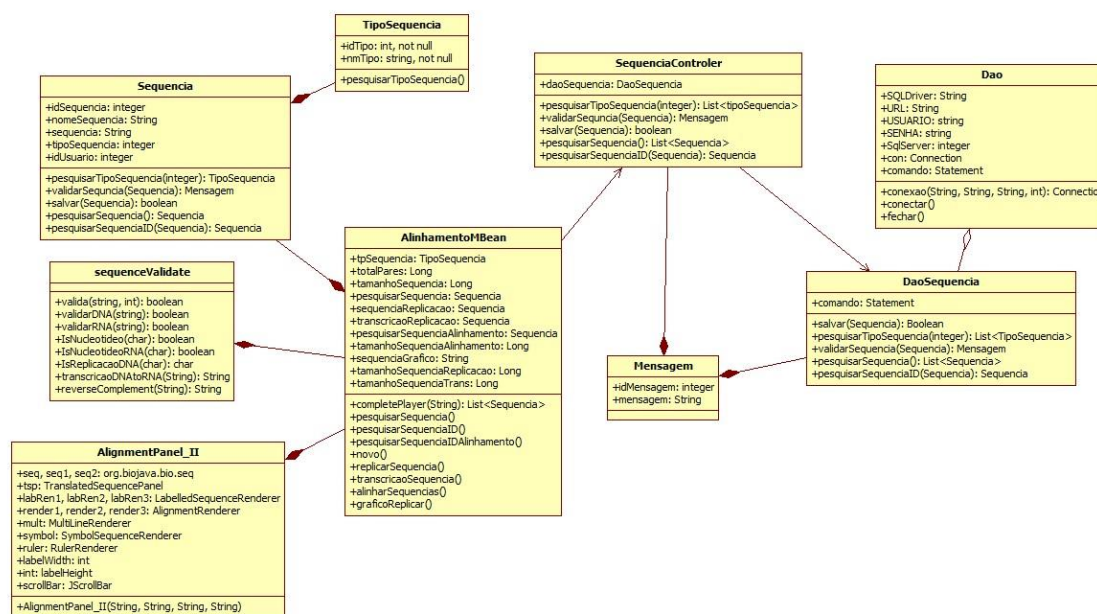 TipoSequencia
+idTipo: int, not null
+nmTipo: string, not null
+pesquisarTipoSequencia()
Sequencia
+idSequencia: integer
+nomeSequencia: String
+sequencia: String
+tipoSequencia: integer
+idUsuario: integer
+pesquisarTipoSequencia(integer): TipoSequencia
+validarSequncia(Sequencia): Mensagem
+salvar(Sequencia): boolean
+pesquisarSequencia(): Sequencia
+pesquisarSequenciaID(Sequencia): Sequencia
SequenciaControler
+daoSequencia: DaoSequencia
+pesquisarTipoSequencia(integer): List<tipoSequencia>
+validarSequncia(Sequencia): Mensagem
+salvar(Sequencia): boolean
+pesquisarSequencia(): List<Sequencia>
+pesquisarSequenciaID(Sequencia): Sequencia
Dao
+SQLDriver: String
+URL: String
+USUARIO: string
+SENHA: string
+SqlServer: integer
+con: Connection
+comando: Statement
+conexao(String, String, String, int): Connectio
+conectar()
+fechar()
AlinhamentoMBean
+tpSequencia: TipoSequencia
+totalPares: Long
+tamanhoSequencia: Long
+pesquisarSequencia: Sequencia
+sequenciaReplicacao: Sequencia
+transcricaoReplicacao: Sequencia
+pesquisarSequenciaAlinhamento: Sequencia
+tamanhoSequenciaAlinhamento: Long
+sequenciaGrafico: String
+tamanhoSequenciaReplicacao: Long
+tamanhoSequenciaTrans: Long
+completePlayer(String): List<Sequencia>
+pesquisarSequencia()
+pesquisarSequenciaID()
+pesquisarSequenciaIDAlinhamento()
+novo()
+replicarSequencia()
+transcricaoSequencia()
+alinharSequencias()
+graficoReplicar()
sequenceValidate
+valida(string, int): boolean
+validarDNA(string): boolean
+validarRNA(string): boolean
+IsNucleotideo(char): boolean
+IsNucleotideoRNA(char): boolean
+IsReplicacaoDNA(char): char
+transcricaoDNAtoRNA(String): String
+reverseComplement(String): String
DaoSequencia
+comando: Statement
+salvar(Sequencia): Boolean
+pesquisarTipoSequencia(integer): List<TipoSequencia>
+validarSequencia(Sequencia): Mensagem
+pesquisarSequencia(): List<Sequencia>
+pesquisarSequenciaID(Sequencia): Sequencia
Mensagem
+idMensagem: integer
+mensagem: String
AlignmentPanel_II
+seq, seq1, seq2: org.biojava.bio.seq
+tsp: TranslatedSequencePanel
+labRen1, labRen2, labRen3: LabelledSequenceRenderer
+render1, render2, render3: AlignmentRenderer
+mult: MultiLineRenderer
+symbol: SymbolSequenceRenderer
+ruler: RulerRenderer
+labelWidth: int
+int: labelHeight
+scrollBar: JScrollBar
+AlignmentPanel_II(String, String, String, String)